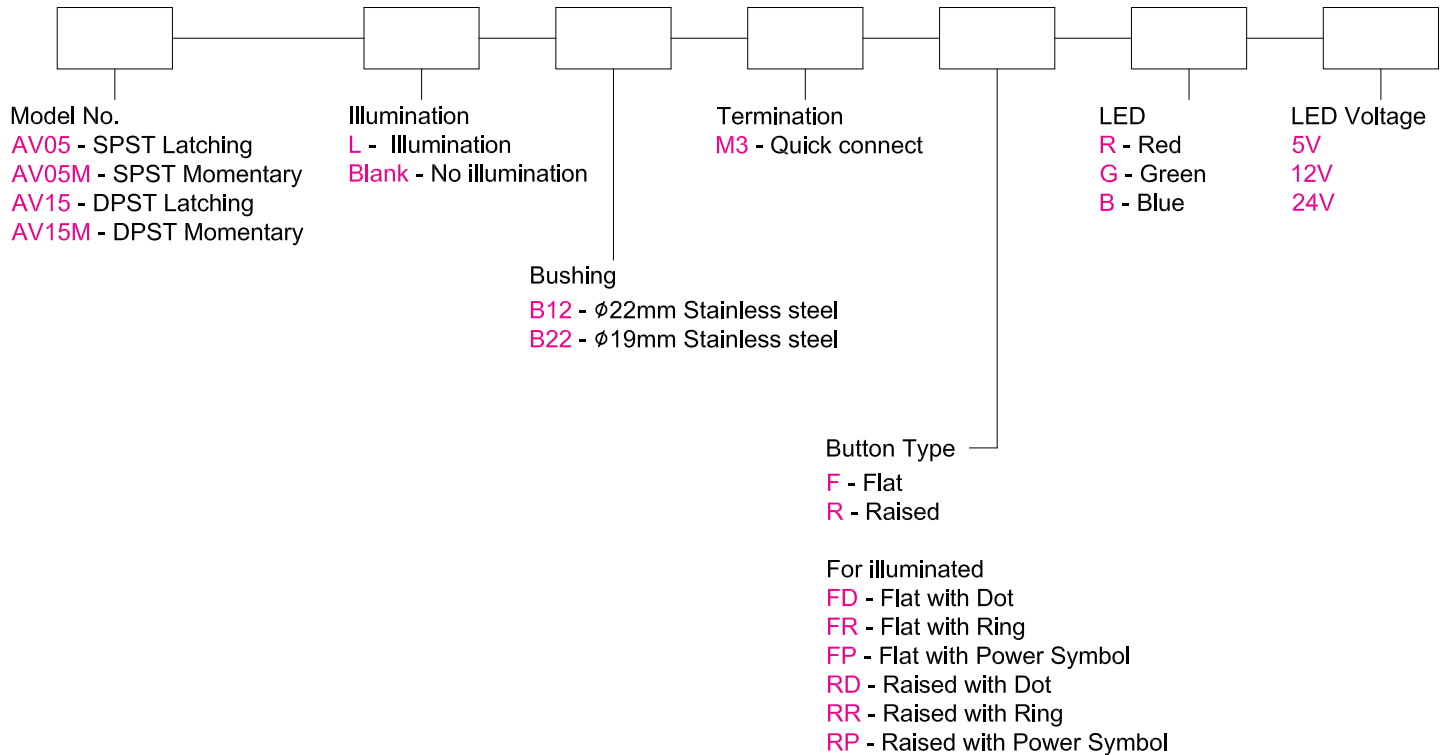 Model No.
AV05 - SPST Latching
AV05M - SPST Momentary
AV15 - DPST Latching
AV15M - DPST Momentary
Illumination
L - Illumination
Blank - No illumination
Bushing
B12 - ϕ22mm Stainless steel
B22 - ϕ19mm Stainless steel
Termination
M3 - Quick connect
Button Type
F - Flat
R - Raised
For illuminated
FD - Flat with Dot
FR - Flat with Ring
FP - Flat with Power Symbol
RD - Raised with Dot
RR - Raised with Ring
RP - Raised with Power Symbol
LED
R - Red
G - Green
B - Blue
LED Voltage
5V
12V
24V